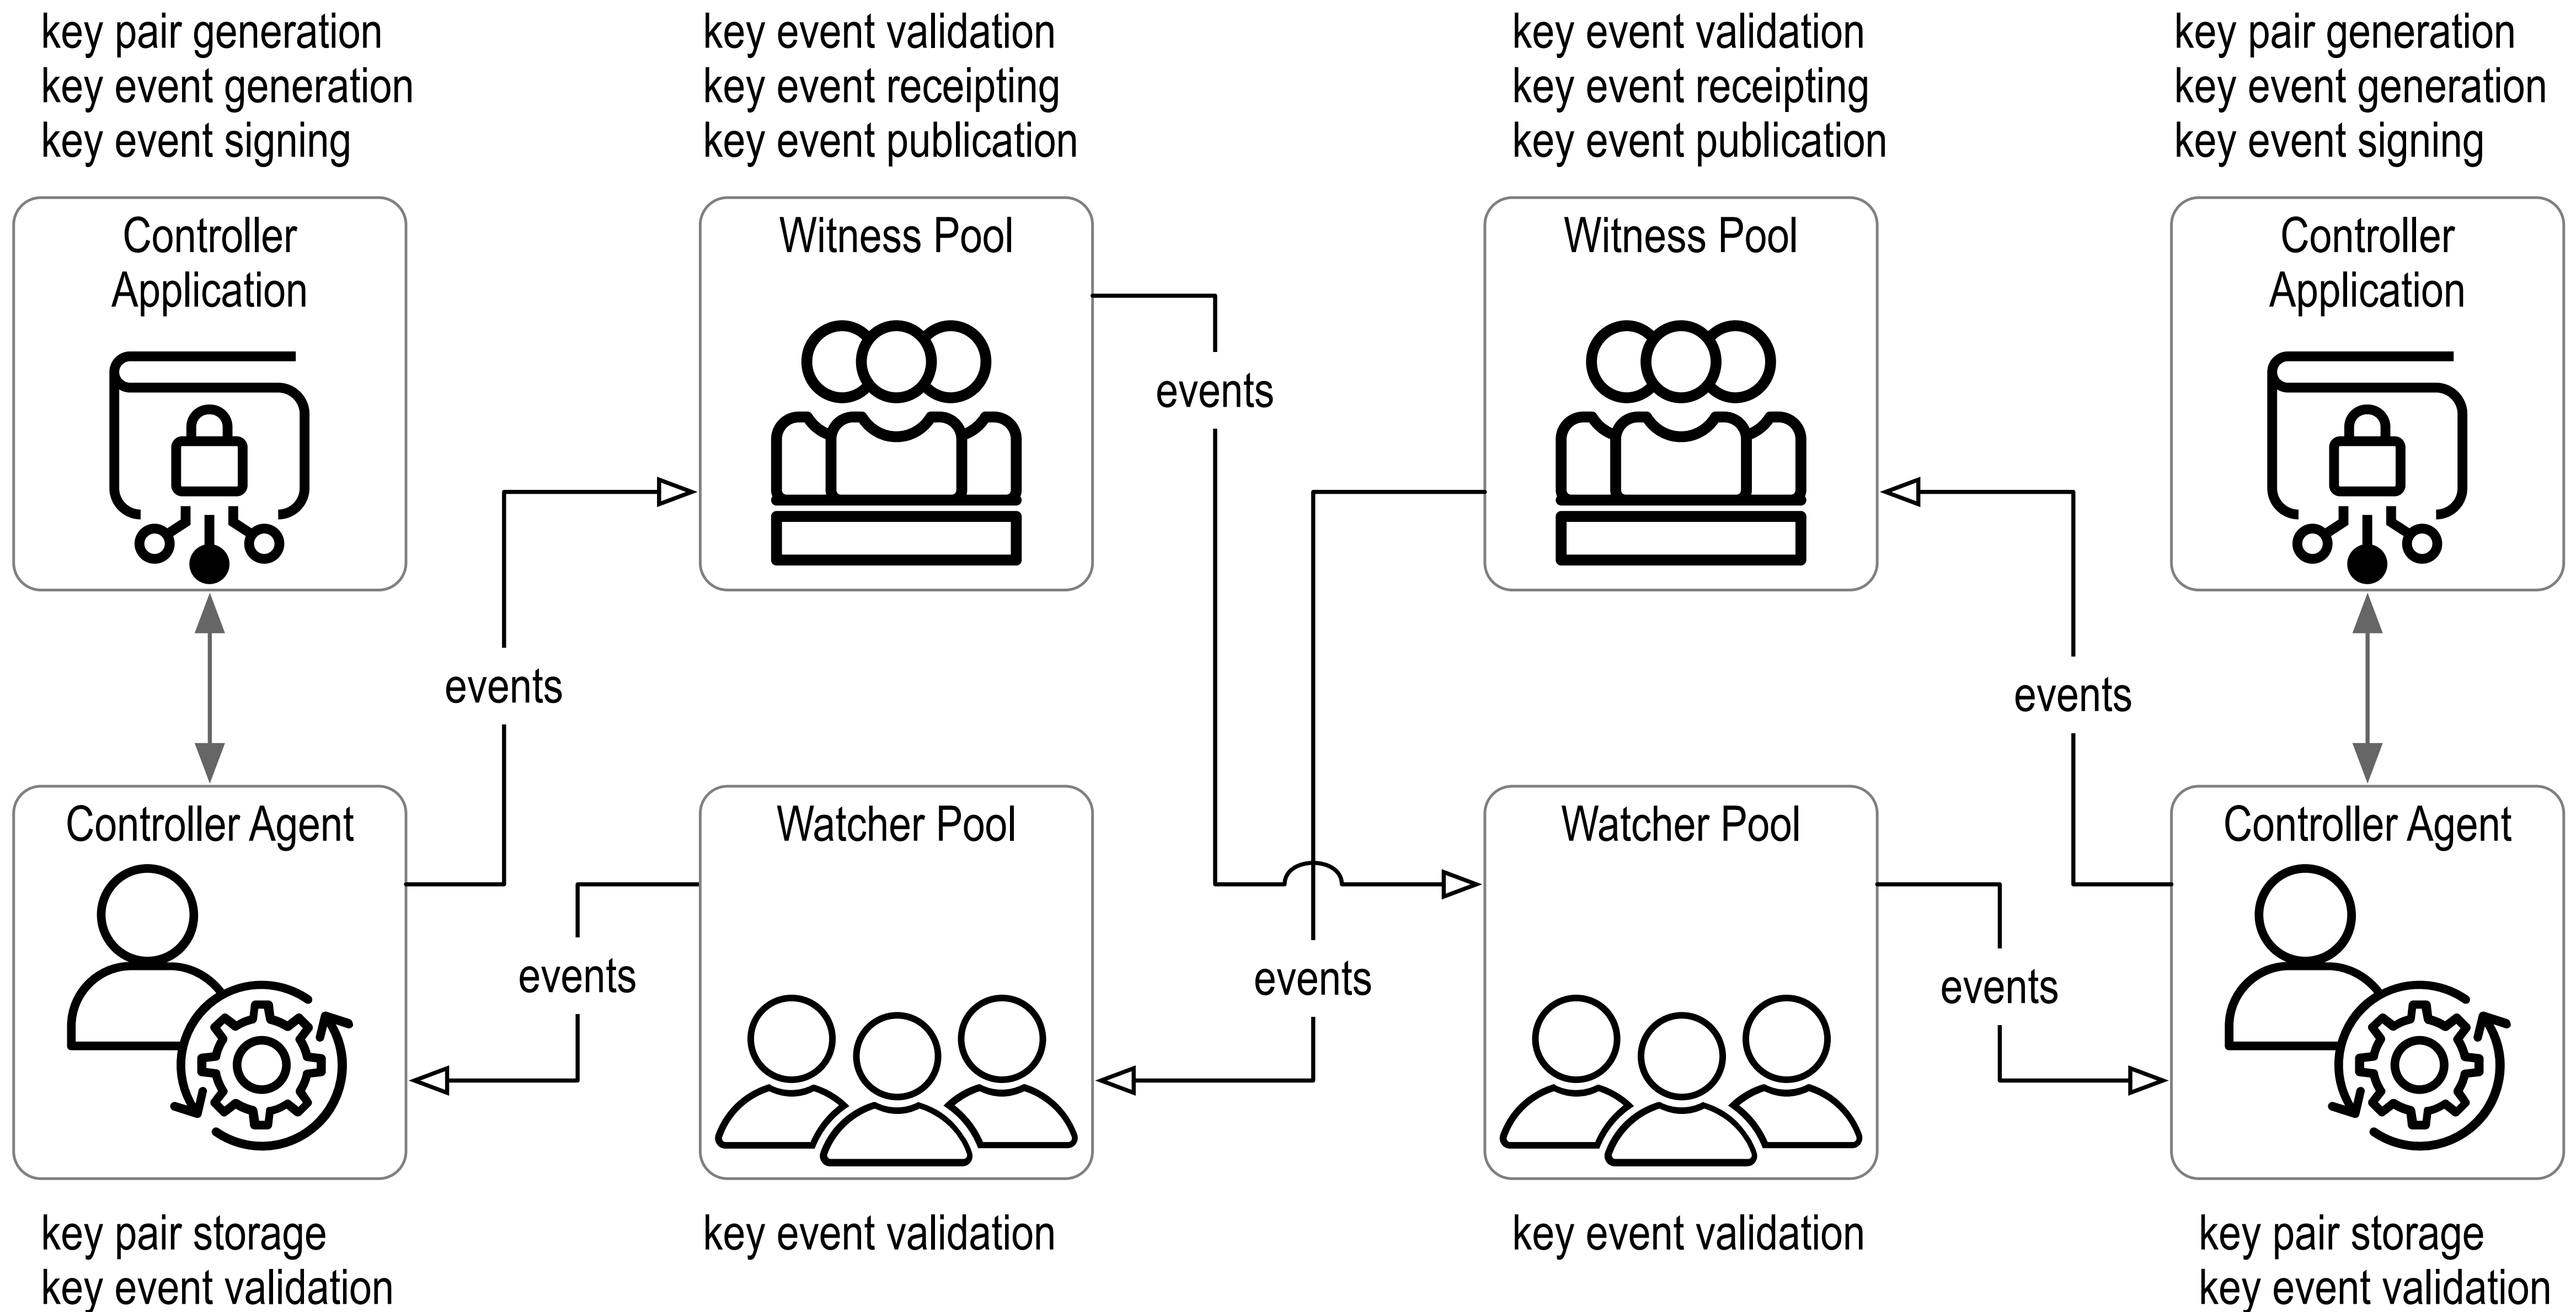 key pair generation
key event generation
key event signing
key event validation
key event receipting
key event publication
key event validation
key event receipting
key event publication
key pair generation
key event generation
key event signing
Controller
Application
Witness Pool
Witness Pool
Controller
Application
events
events
events
Controller Agent
Watcher Pool
Watcher Pool
Controller Agent
events
events
events
key pair storage
key event validation
key event validation
key event validation
key pair storage
key event validation